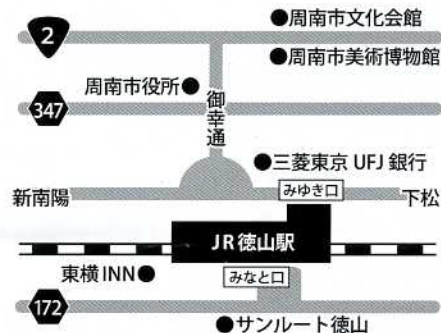 周南市文化会館
2
周南市美術博物館
周南市役所
御幸通
347
三菱東京UFJ銀行
みゆき口
新南陽
下松
JR徳山駅
東横INN
みなと口
172
サンルート徳山